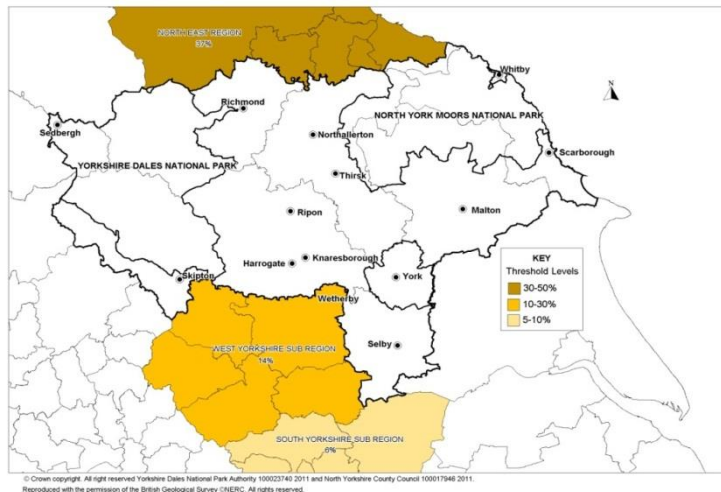 NORTH EAST REGION
37%
Whitby
Richmond
NORTH YORK MOORS NATIONAL PARK
Sedbergh
Northallerton
Scarborough
YORKSHIRE DALES NATIONAL PARK
Thirsk
Ripon
Malton
Knaresborough
Harrogate
Skipton
York
Wetherby
KEY
Threshold Levels
30-50%
10-30%
5-10%
Selby
WEST YORKSHIRE SUB REGION
14%
SOUTH YORKSHIRE SUB REGION
6%
© Crown copyright. All right reserved Yorkshire Dales National Park Authority 100023740 2011 and North Yorkshire County Council 100017946 2011.
Reproduced with the permission of the British Geological Survey ©NERC. All rights reserved.